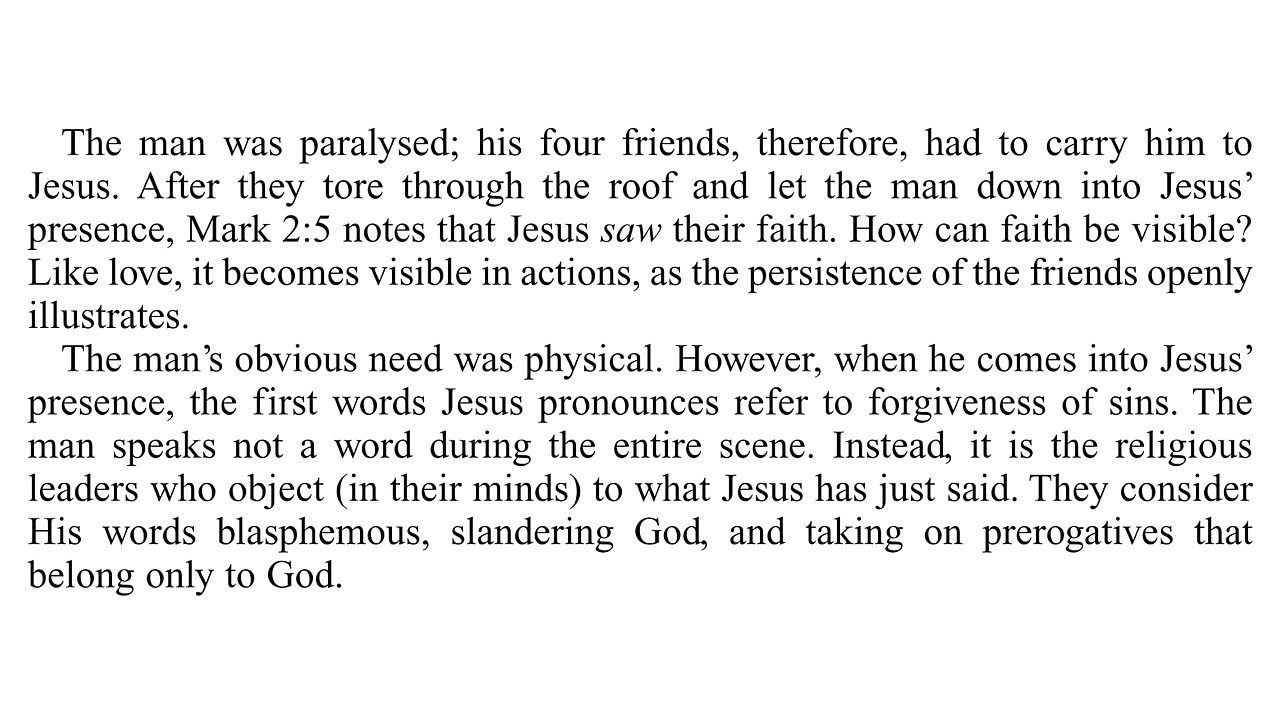 The man was paralysed; his four friends, therefore, had to carry him to
Jesus. After they tore through the roof and let the man down into Jesus’
presence, Mark 2:5 notes that Jesus saw their faith. How can faith be visible?
Like love, it becomes visible in actions, as the persistence of the friends openly
illustrates.
The man’s obvious need was physical. However, when he comes into Jesus’
presence, the first words Jesus pronounces refer to forgiveness of sins. The
man speaks not a word during the entire scene. Instead, it is the religious
leaders who object (in their minds) to what Jesus has just said. They consider
His words blasphemous, slandering God, and taking on prerogatives that
belong only to God.